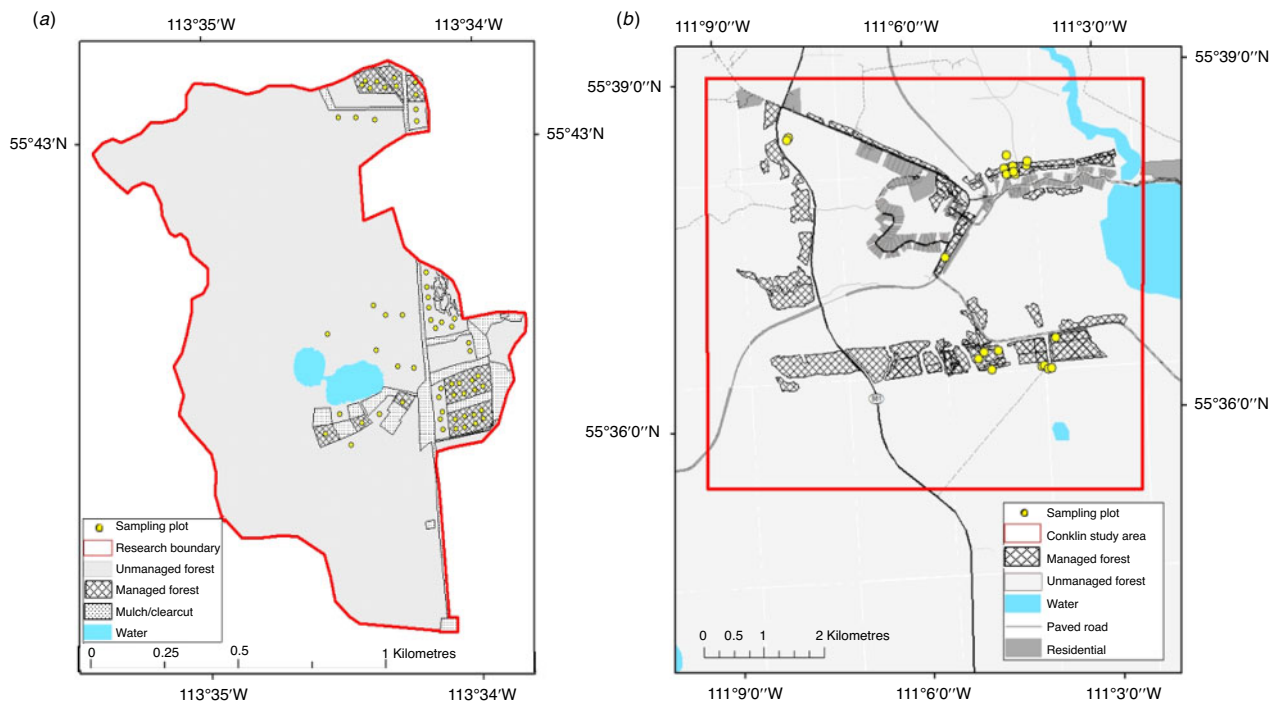 (a)
113°35'W
113°34'W
55°43'N
55°43'N
Sampling plot
Research boundary
Unmanaged forest
Managed forest
Mulch/clearcut
Water
0
0.25
0.5
1 Kilometres
113°35'W
113°34'W
(b)
111°9'0''W
111°6'0''W
111°3'0''W
55°39'0''N
55°39'0''N
55°36'0''N
55°36'0''N
Sampling plot
Conklin study area
Managed forest
Unmanaged forest
Water
Paved road
Residential
0 0.5 1 2 Kilometres
111°9'0''W
111°6'0''W
111°3'0''W